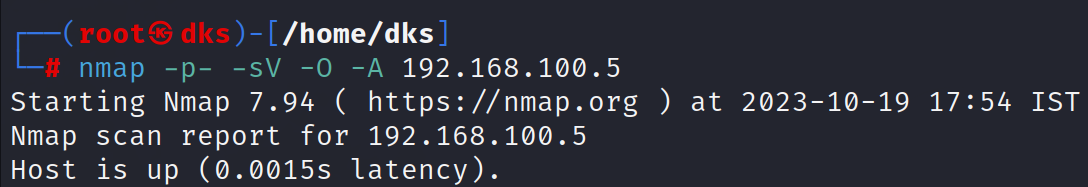 ┌──(root㉿dks)-[/home/dks]
└─# nmap -p- -sV -O -A 192.168.100.5
Starting Nmap 7.94 ( https://nmap.org ) at 2023-10-19 17:54 IST
Nmap scan report for 192.168.100.5
Host is up (0.0015s latency).